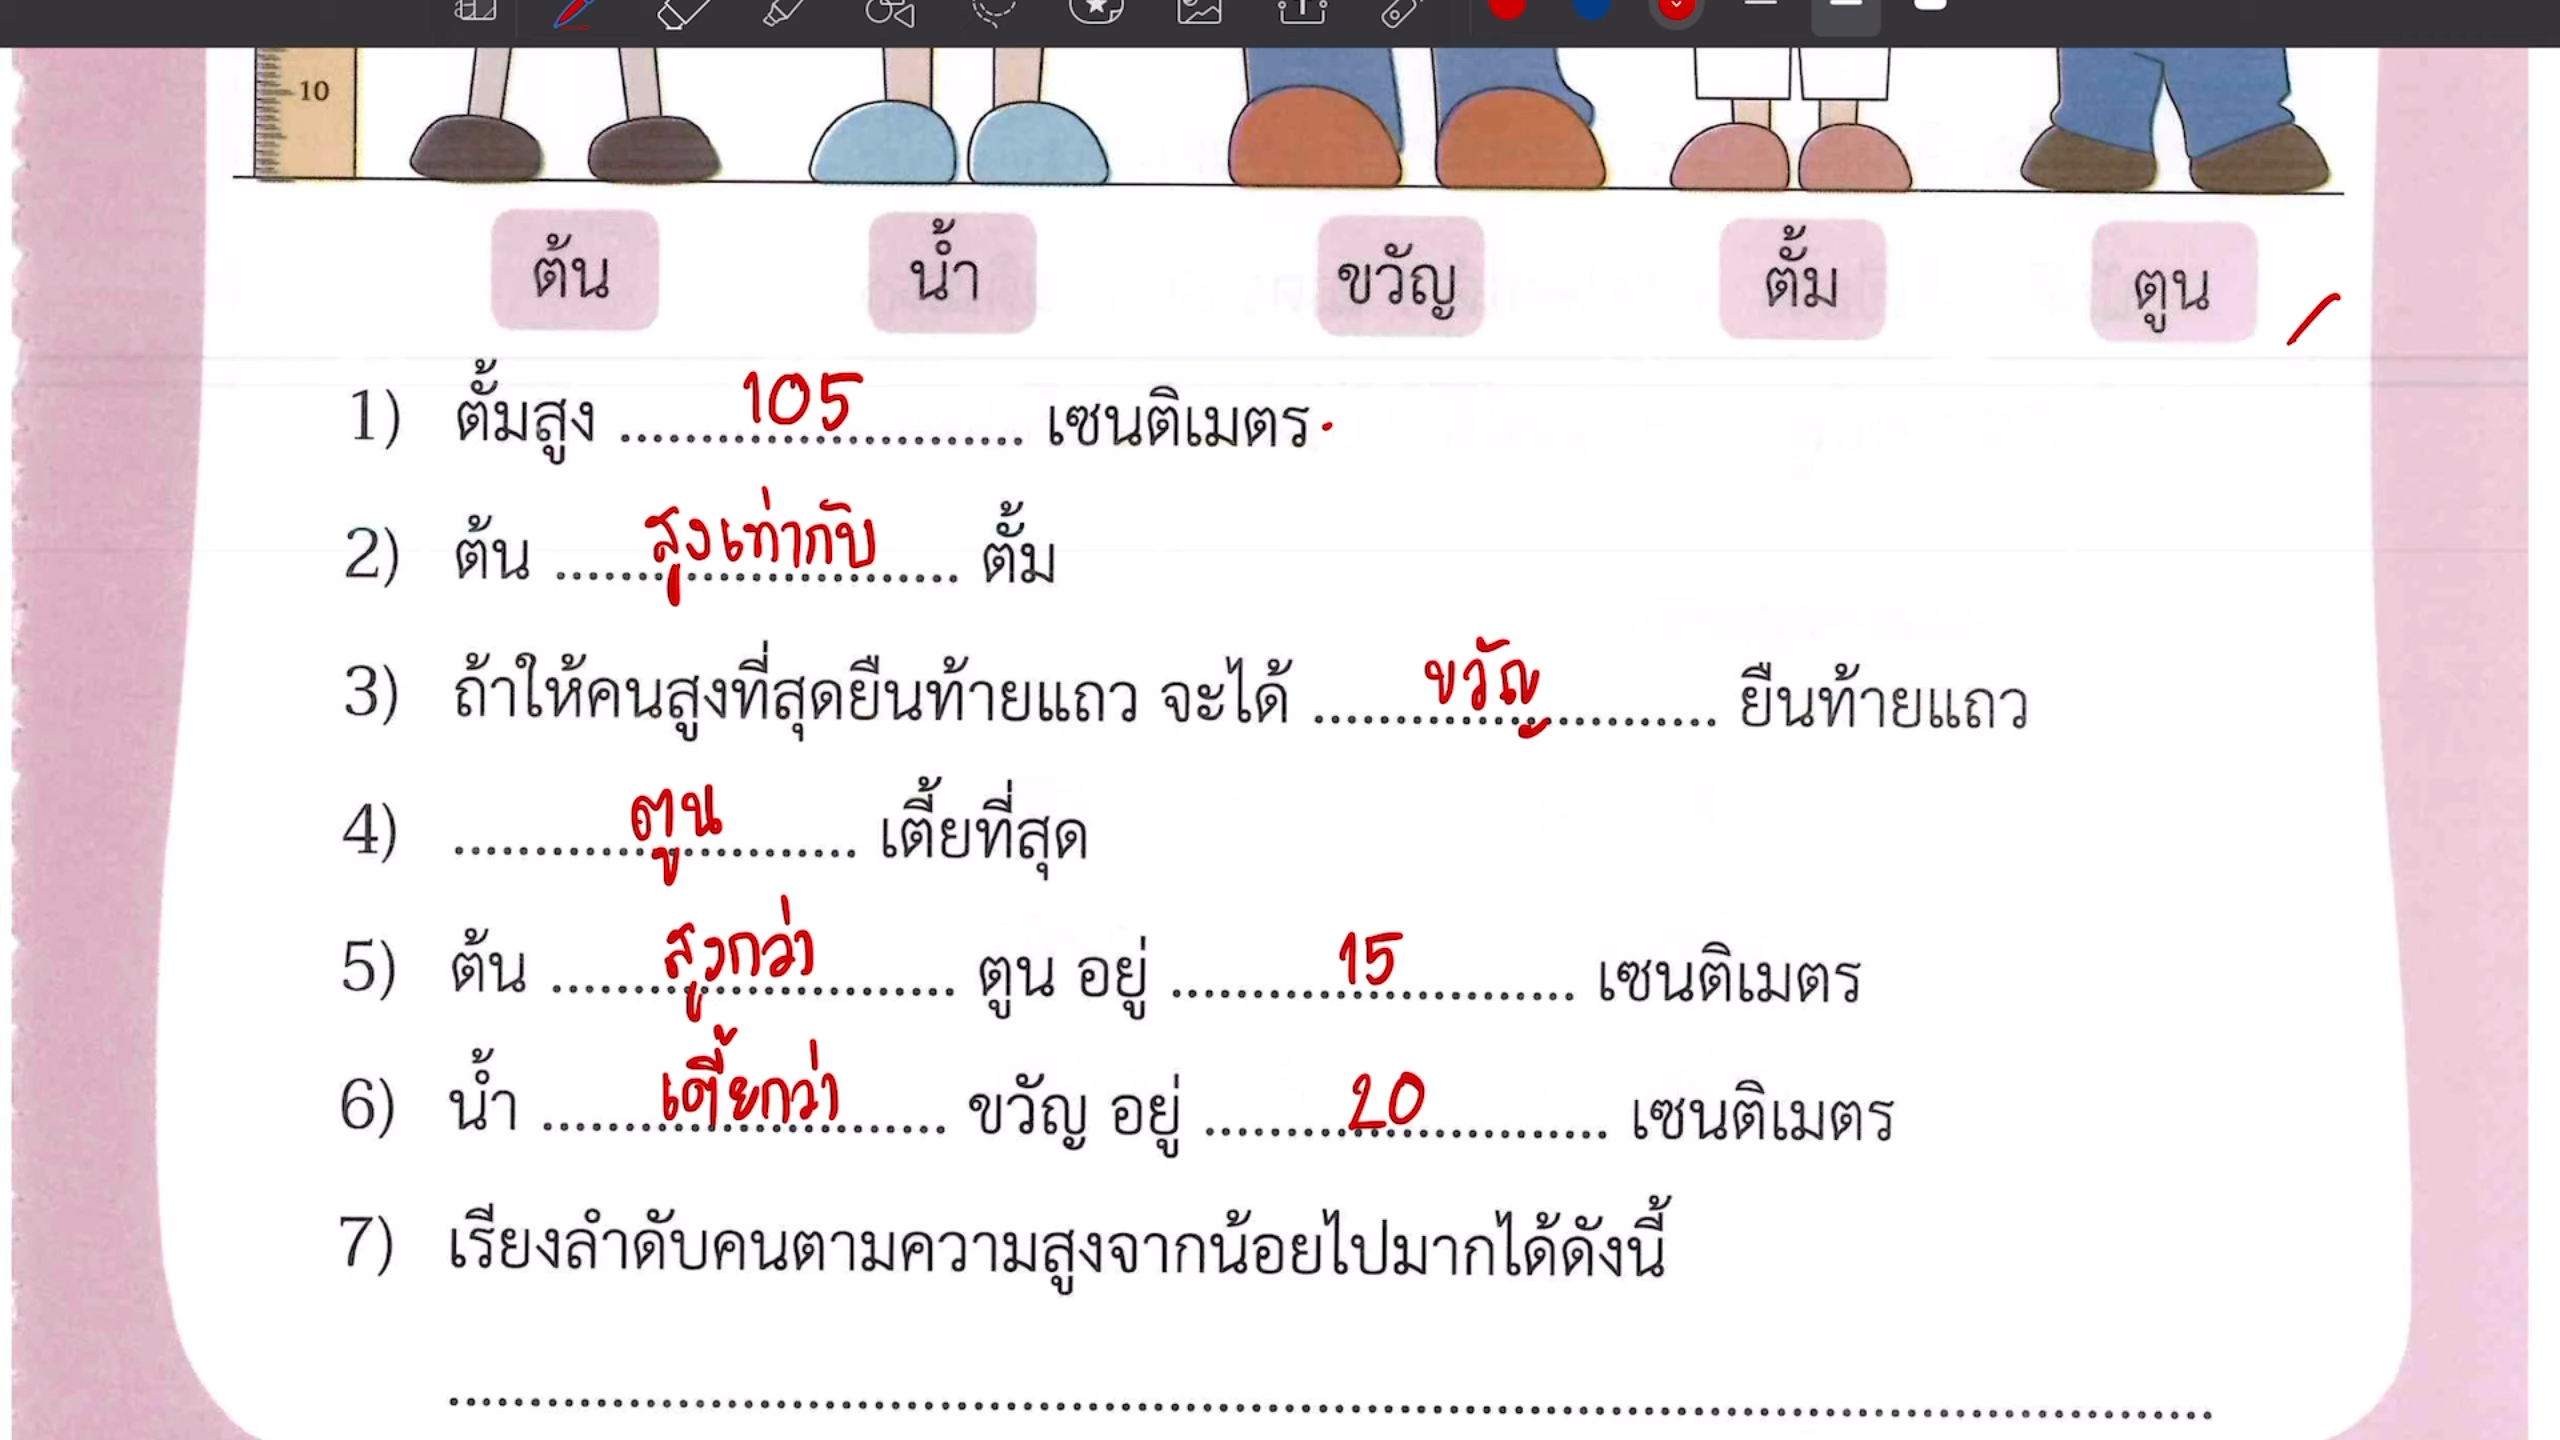 10
ต้น น้ำ ขวัญ ตั้ม ตูน
1) ตั้มสูง 105 เซนติเมตร
2) ต้น สูงเท่ากับ ตั้ม
3) ถ้าให้คนสูงที่สุดยืนท้ายแถว จะได้ ขวัญ ยืนท้ายแถว
4) ตูน เตี้ยที่สุด
5) ต้น สูงกว่า ตูน อยู่ 15 เซนติเมตร
6) น้ำ เตี้ยกว่า ขวัญ อยู่ 20 เซนติเมตร
7) เรียงลำดับคนตามความสูงจากน้อยไปมากได้ดังนี้